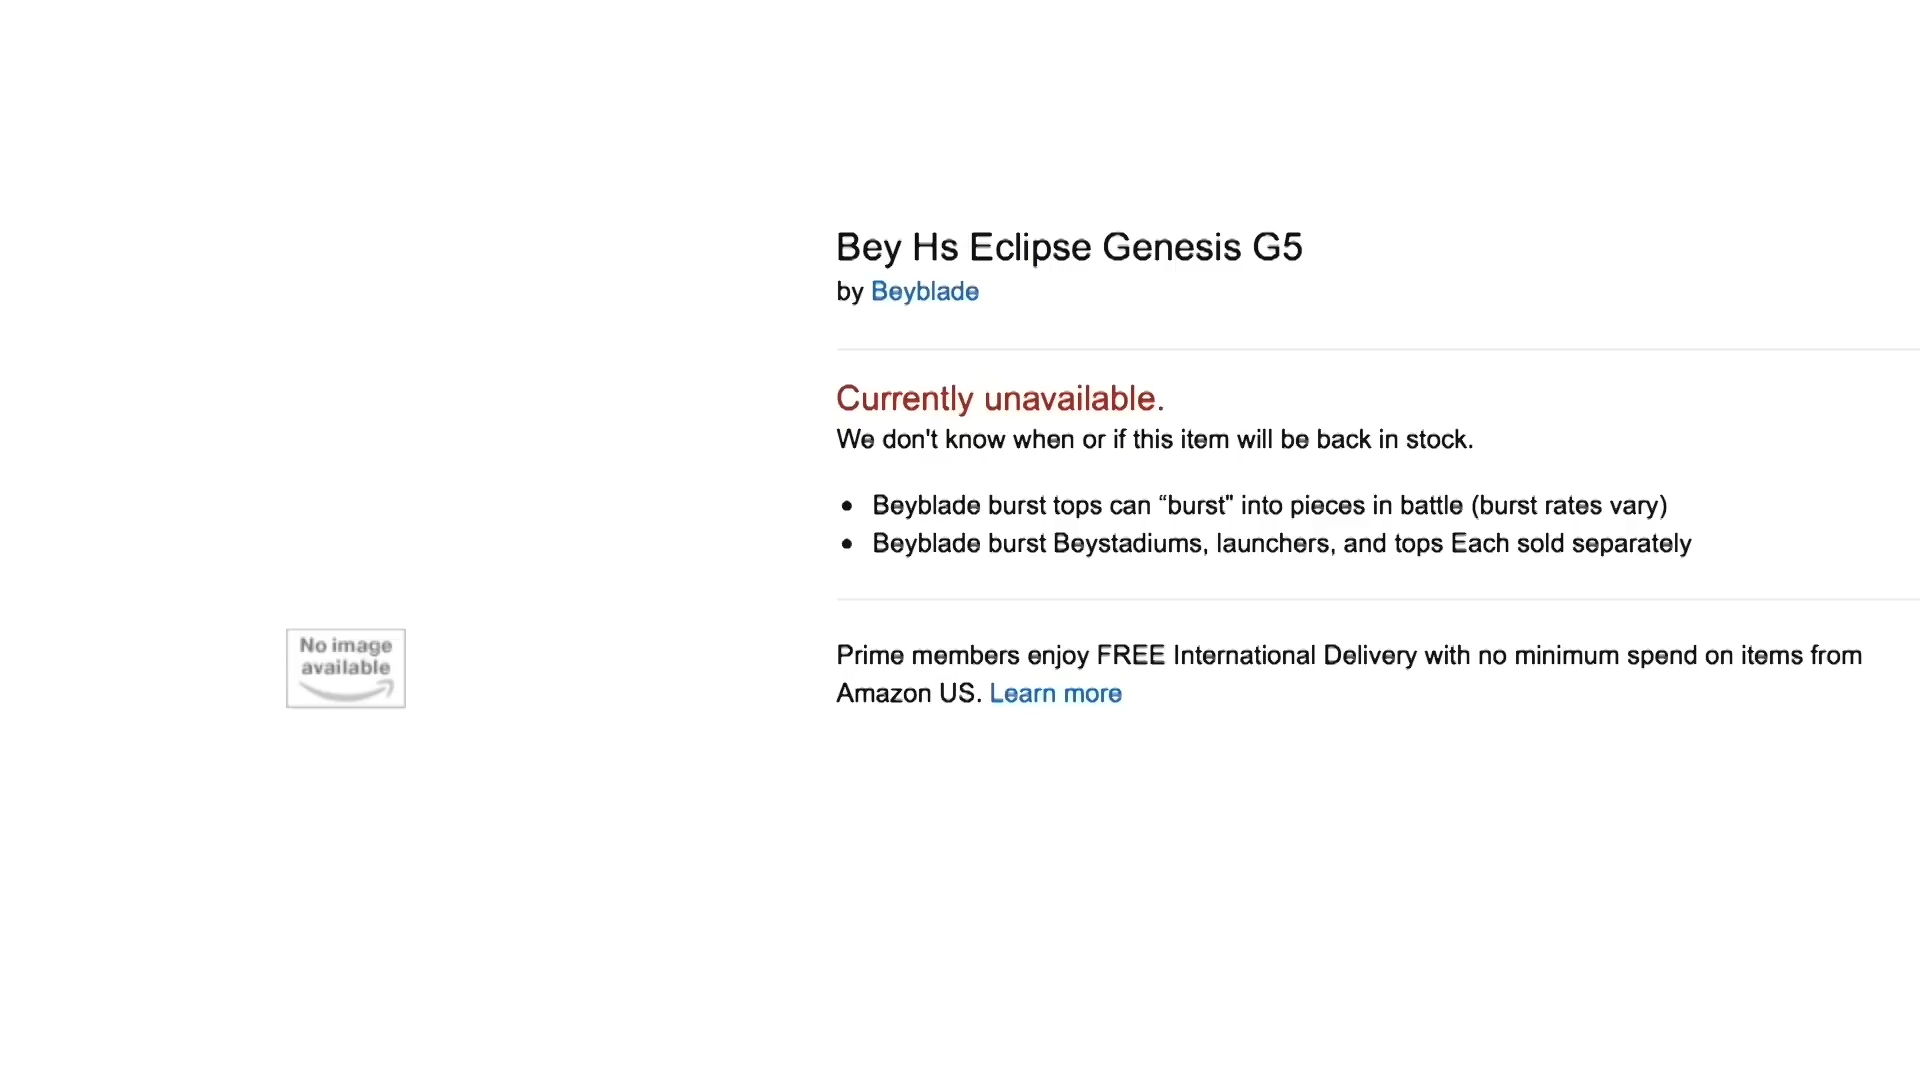 Bey Hs Eclipse Genesis G5
by Beyblade
Currently unavailable.
We don't know when or if this item will be back in stock.
• Beyblade burst tops can “burst" into pieces in battle (burst rates vary)
• Beyblade burst Beystadiums, launchers, and tops Each sold separately
No image
available
Prime members enjoy FREE International Delivery with no minimum spend on items from
Amazon US. Learn more